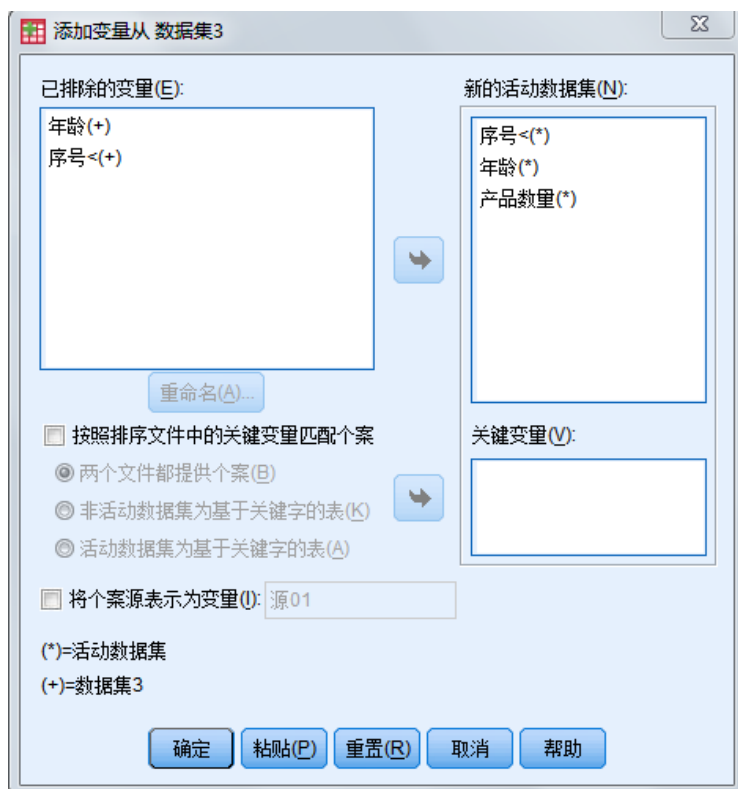 添加变量从 数据集3
已排除的变量(E):
年龄(+)
序号<(+)
新的活动数据集(N):
序号<(*)
年龄(*)
产品数量(*)
重命名(A)...
按照排序文件中的关键变量匹配个案
两个文件都提供个案(B)
非活动数据集为基于关键字的表(K)
活动数据集为基于关键字的表(A)
关键变量(V):
将个案源表示为变量(I): 源01
(*)=活动数据集
(+)=数据集3
确定 粘贴(P) 重置(R) 取消 帮助